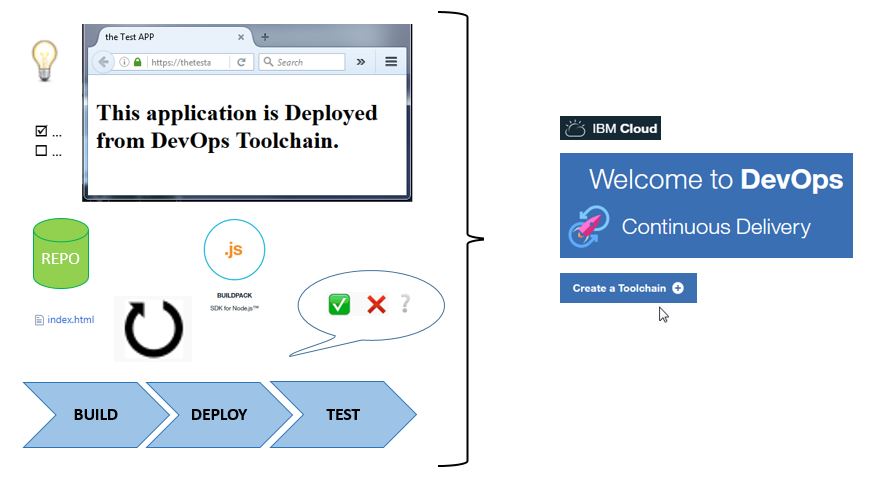 the Test APP
https://thetesta
Search
This application is Deployed
from DevOps Toolchain.
...
...
REPO
index.html
.js
BUILDPACK
SDK for Node.js™
?
BUILD
DEPLOY
TEST
IBM Cloud
Welcome to DevOps
Continuous Delivery
Create a Toolchain